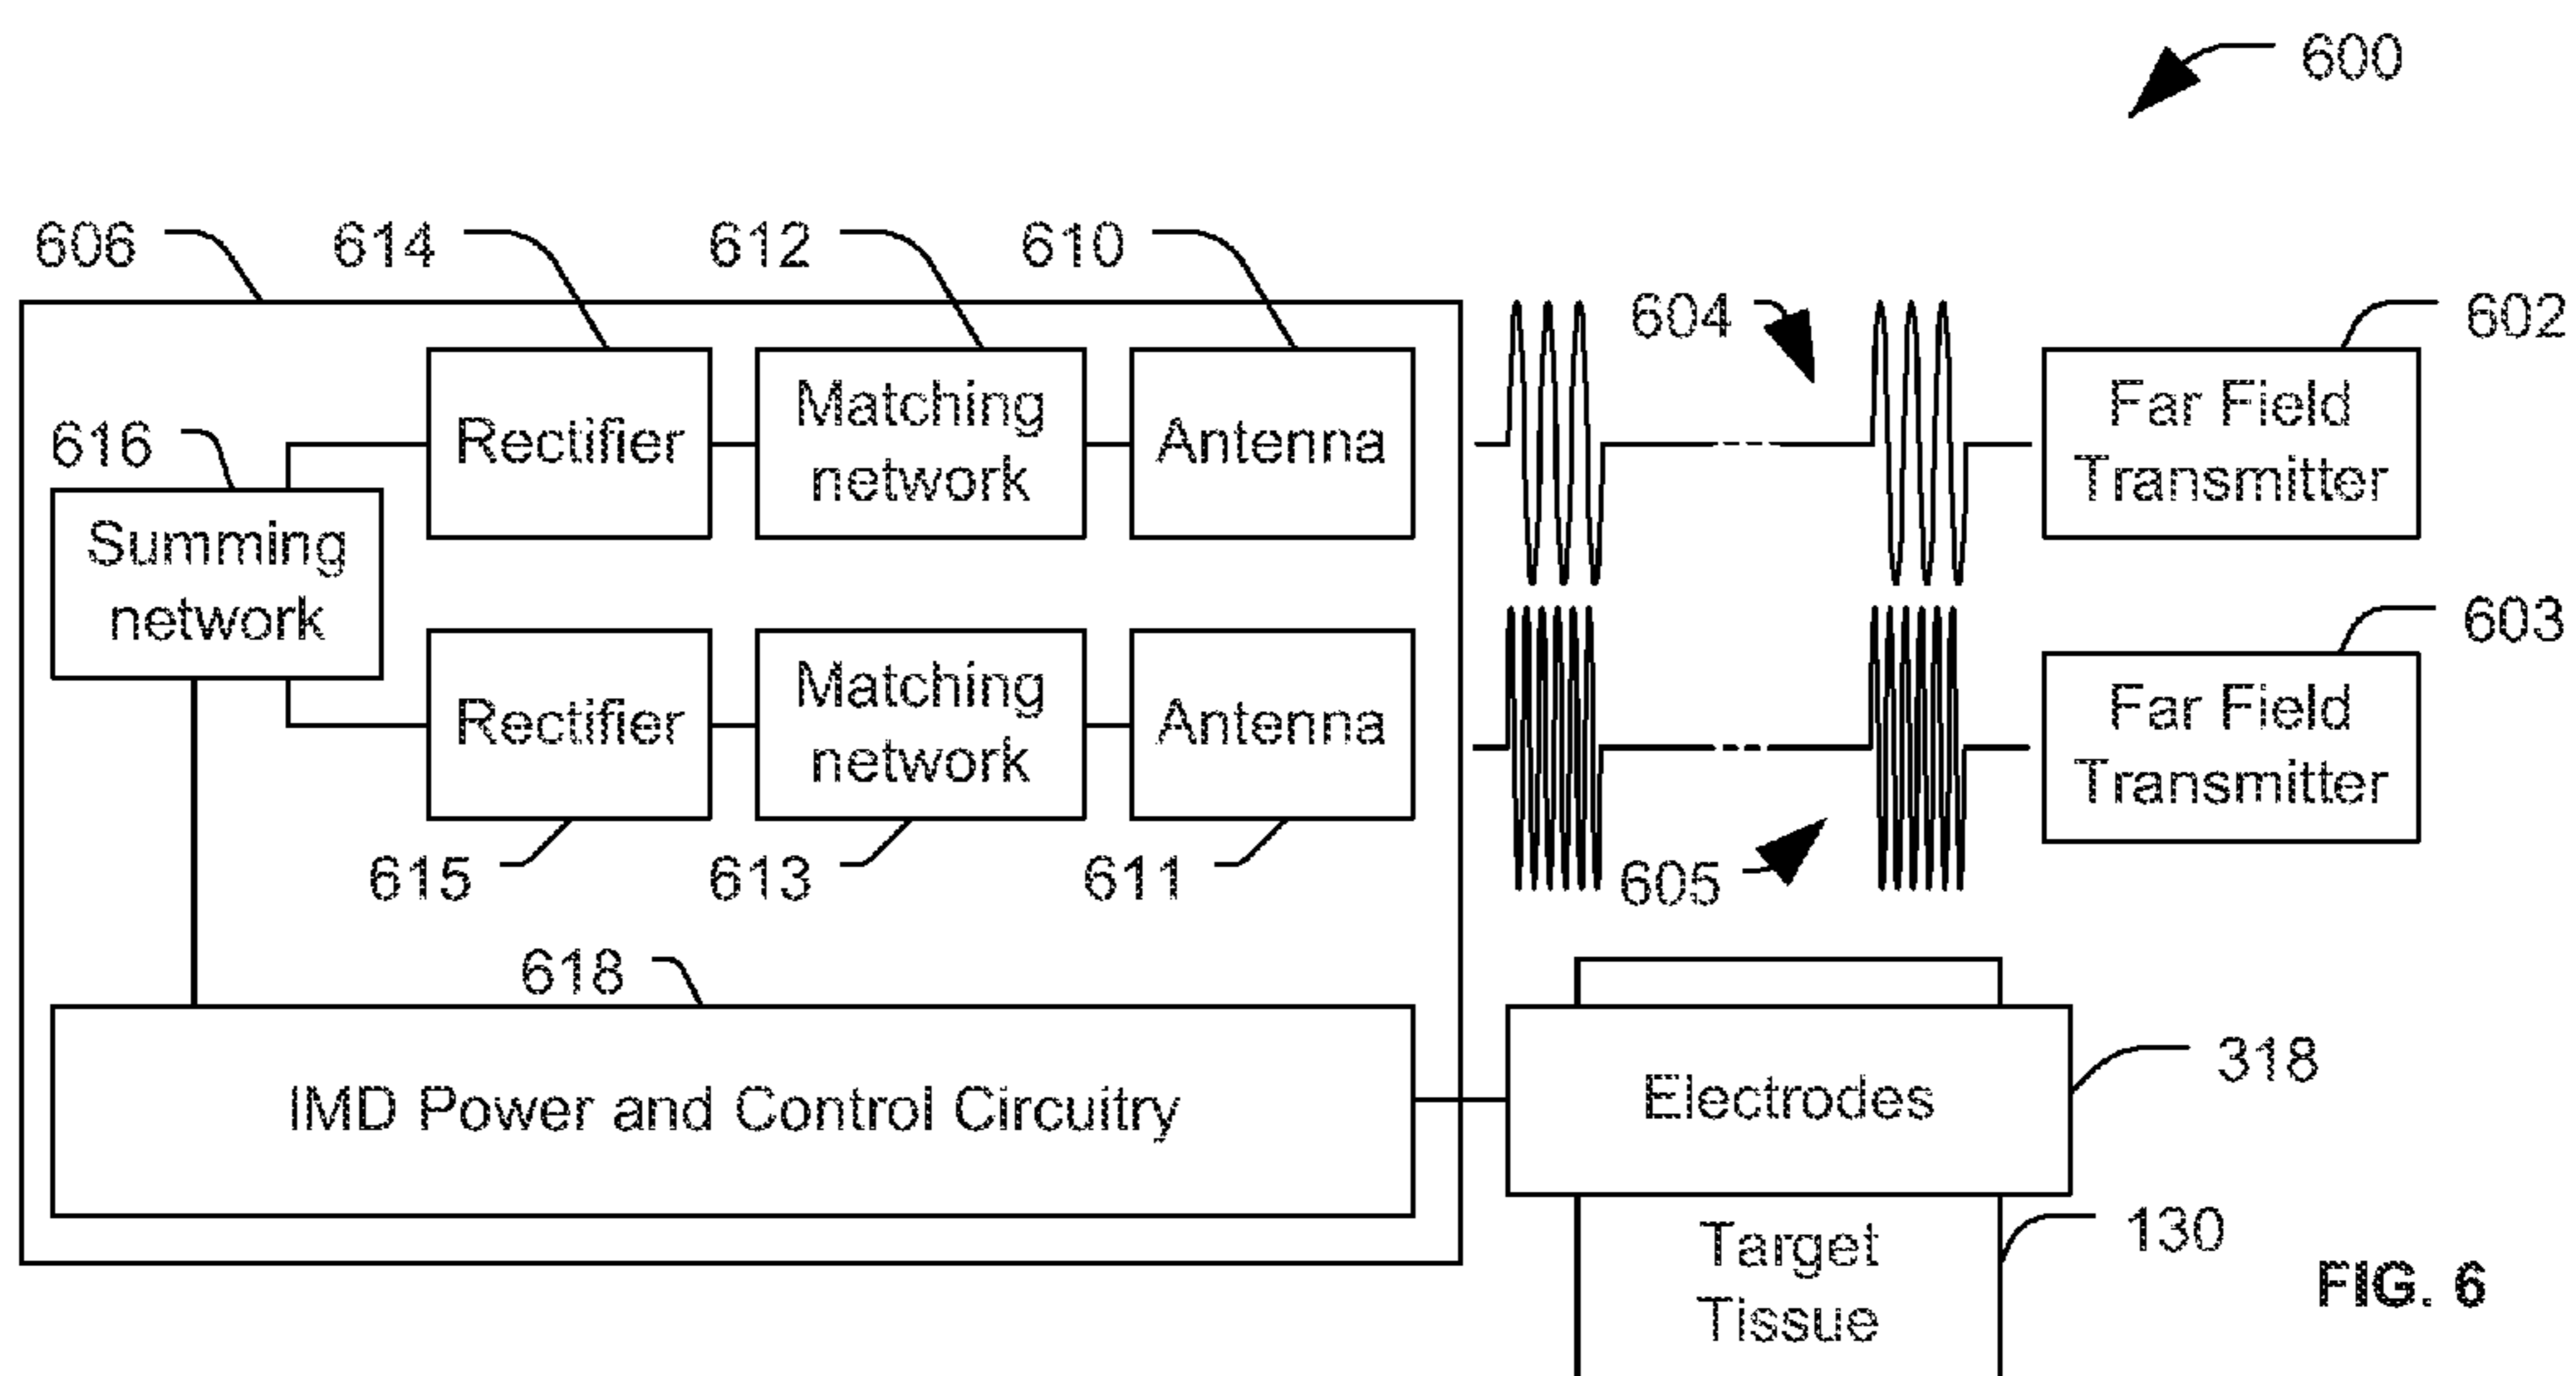 600
606
614
612
610
604
602
Rectifier
Matching
network
Antenna
Far Field
Transmitter
616
Summing
network
603
Rectifier
Matching
network
Antenna
Far Field
Transmitter
615
613
611
605
618
IMD Power and Control Circuitry
Electrodes
318
Target
Tissue
130
FIG. 6